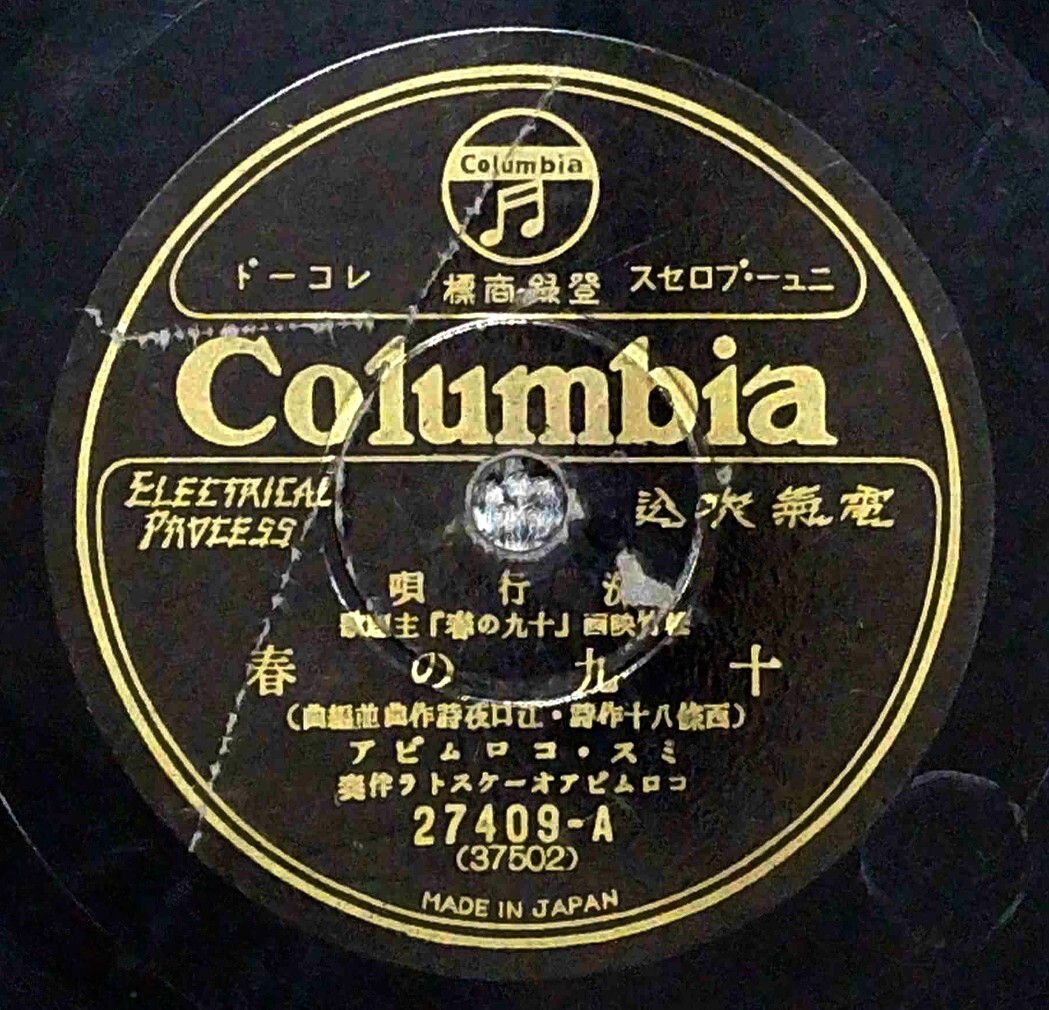 Columbia
ニュー・プロセス 登録商標 レコード
Columbia
ELECTRICAL
PROCESS
電氣吹込
流行唄
松竹映画「十九の春」主題歌
十九の春
(西條八十作詩・江口夜詩作曲並編曲)
ミス・コロムビア
コロムビアオーケストラ伴奏
27409-A
(37502)
MADE IN JAPAN